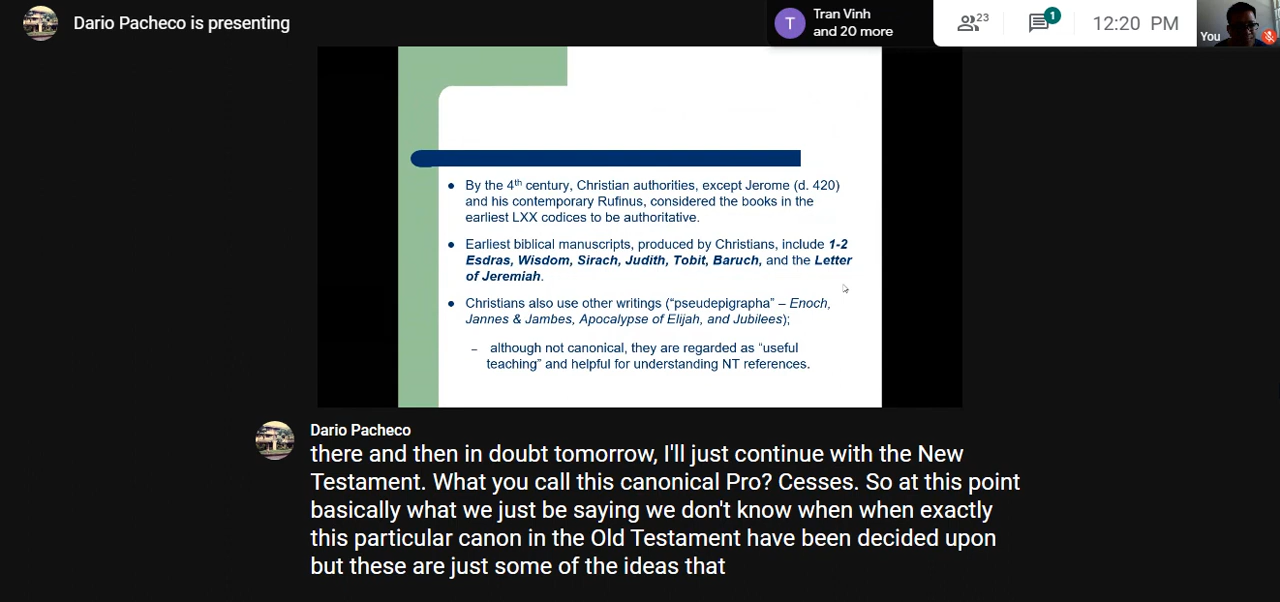 Dario Pacheco is presenting
T
Tran Vinh
and 20 more
23
1
12:20 PM
You
• By the 4th century, Christian authorities, except Jerome (d. 420)
and his contemporary Rufinus, considered the books in the
earliest LXX codices to be authoritative.
• Earliest biblical manuscripts, produced by Christians, include 1-2
Esdras, Wisdom, Sirach, Judith, Tobit, Baruch, and the Letter
of Jeremiah.
• Christians also use other writings (“pseudepigrapha” – Enoch,
Jannes & Jambes, Apocalypse of Elijah, and Jubilees);
– although not canonical, they are regarded as “useful
teaching” and helpful for understanding NT references.
Dario Pacheco
there and then in doubt tomorrow, I'll just continue with the New
Testament. What you call this canonical Pro? Cesses. So at this point
basically what we just be saying we don't know when when exactly
this particular canon in the Old Testament have been decided upon
but these are just some of the ideas that